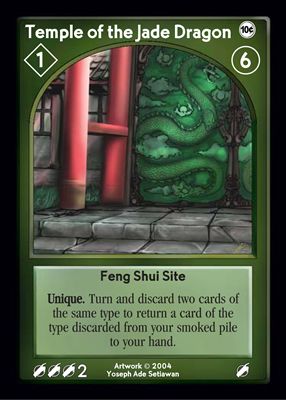 Temple of the Jade Dragon 10¢
1
6
Feng Shui Site
Unique. Turn and discard two cards of
the same type to return a card of the
type discarded from your smoked pile
to your hand.
Artwork © 2004
Yoseph Ade Setiawan
2